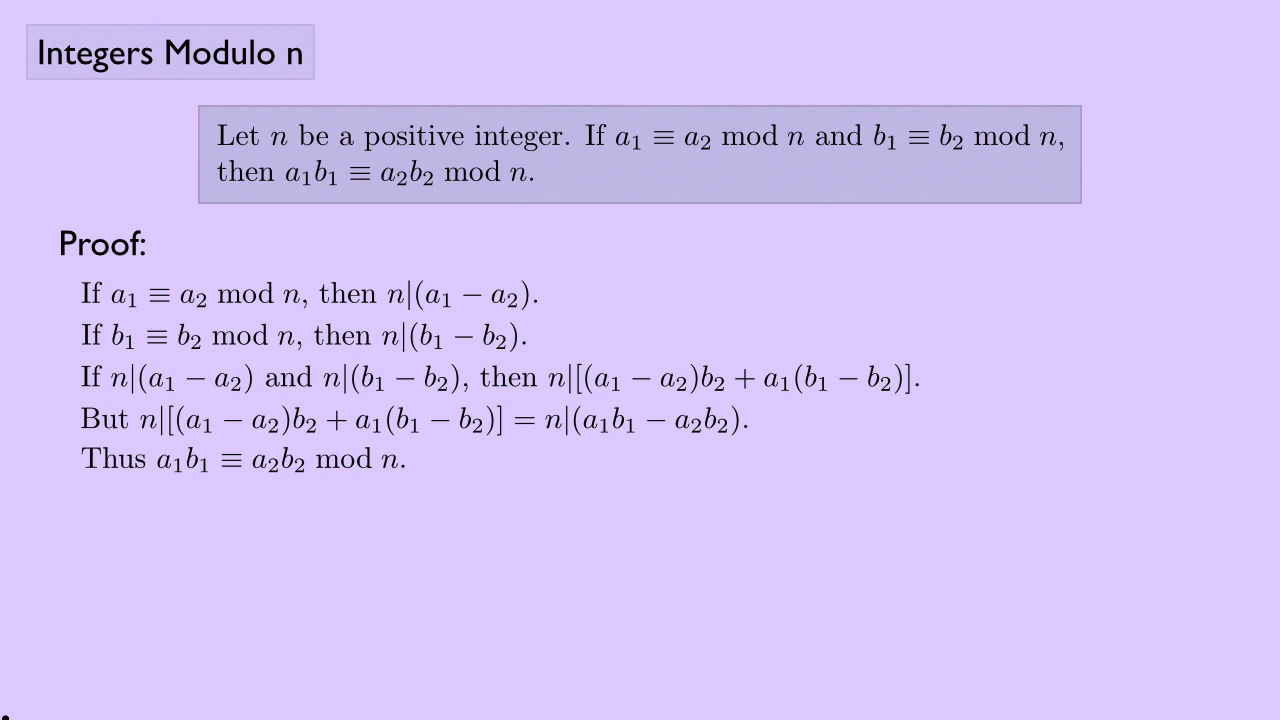 Integers Modulo n
Let n be a positive integer. If a₁ ≡ a₂ mod n and b₁ ≡ b₂ mod n,
then a₁b₁ ≡ a₂b₂ mod n.
Proof:
If a₁ ≡ a₂ mod n, then n|(a₁ − a₂).
If b₁ ≡ b₂ mod n, then n|(b₁ − b₂).
If n|(a₁ − a₂) and n|(b₁ − b₂), then n|[(a₁ − a₂)b₂ + a₁(b₁ − b₂)].
But n|[(a₁ − a₂)b₂ + a₁(b₁ − b₂)] = n|(a₁b₁ − a₂b₂).
Thus a₁b₁ ≡ a₂b₂ mod n.